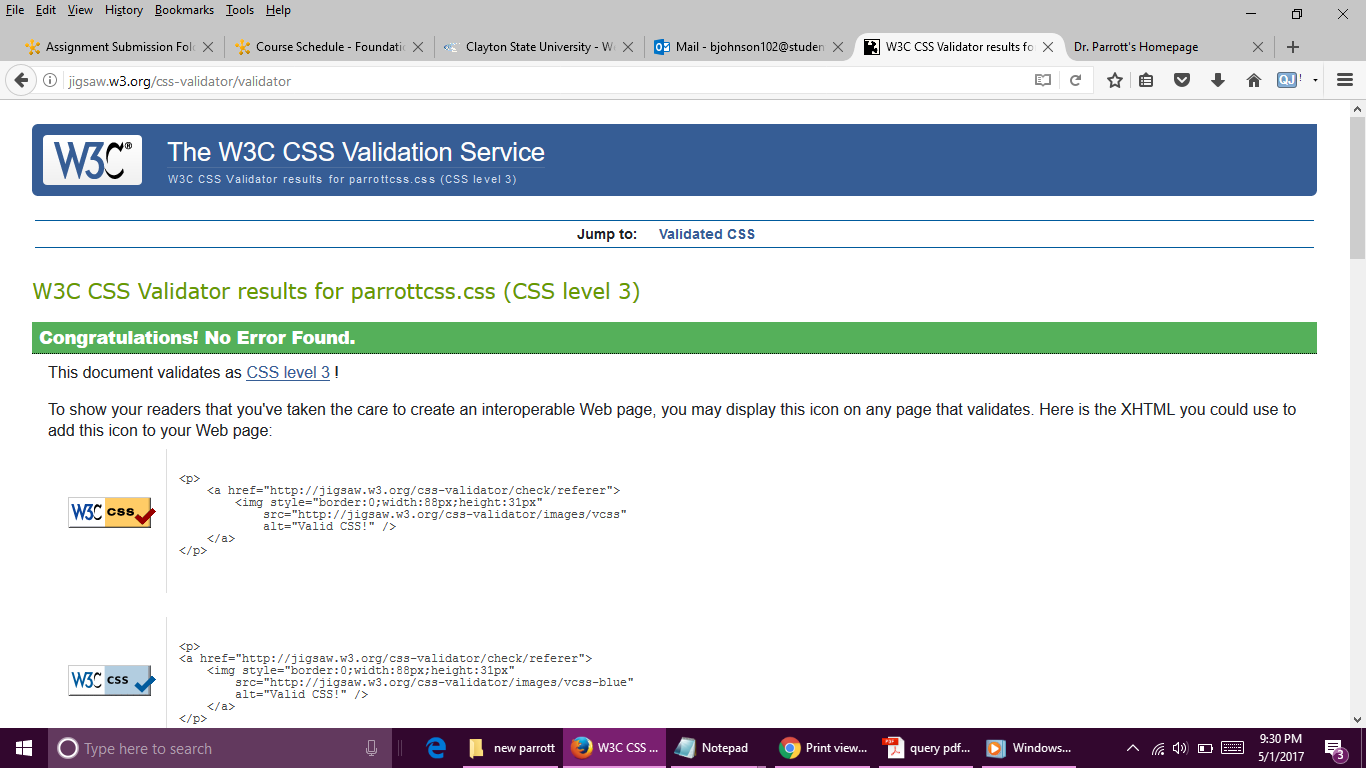 File Edit View History Bookmarks Tools Help
Assignment Submission Fol
Course Schedule - Foundatio
Clayton State University - W
Mail - bjohnson102@studen
W3C CSS Validator results fo
Dr. Parrott's Homepage
jigsaw.w3.org/css-validator/validator
QJ !
W3C®
The W3C CSS Validation Service
W3C CSS Validator results for parrottcss.css (CSS level 3)
Jump to: Validated CSS
W3C CSS Validator results for parrottcss.css (CSS level 3)
Congratulations! No Error Found.
This document validates as CSS level 3 !
To show your readers that you've taken the care to create an interoperable Web page, you may display this icon on any page that validates. Here is the XHTML you could use to
add this icon to your Web page:
W3C css
<p>
<a href="http://jigsaw.w3.org/css-validator/check/referer">
<img style="border:0;width:88px;height:31px"
src="http://jigsaw.w3.org/css-validator/images/vcss"
alt="Valid CSS!" />
</a>
</p>
W3C css
<p>
<a href="http://jigsaw.w3.org/css-validator/check/referer">
<img style="border:0;width:88px;height:31px"
src="http://jigsaw.w3.org/css-validator/images/vcss-blue"
alt="Valid CSS!" />
</a>
</p>
Type here to search
new parrott
W3C CSS ...
Notepad
Print view...
query pdf...
Windows...
9:30 PM
5/1/2017
3